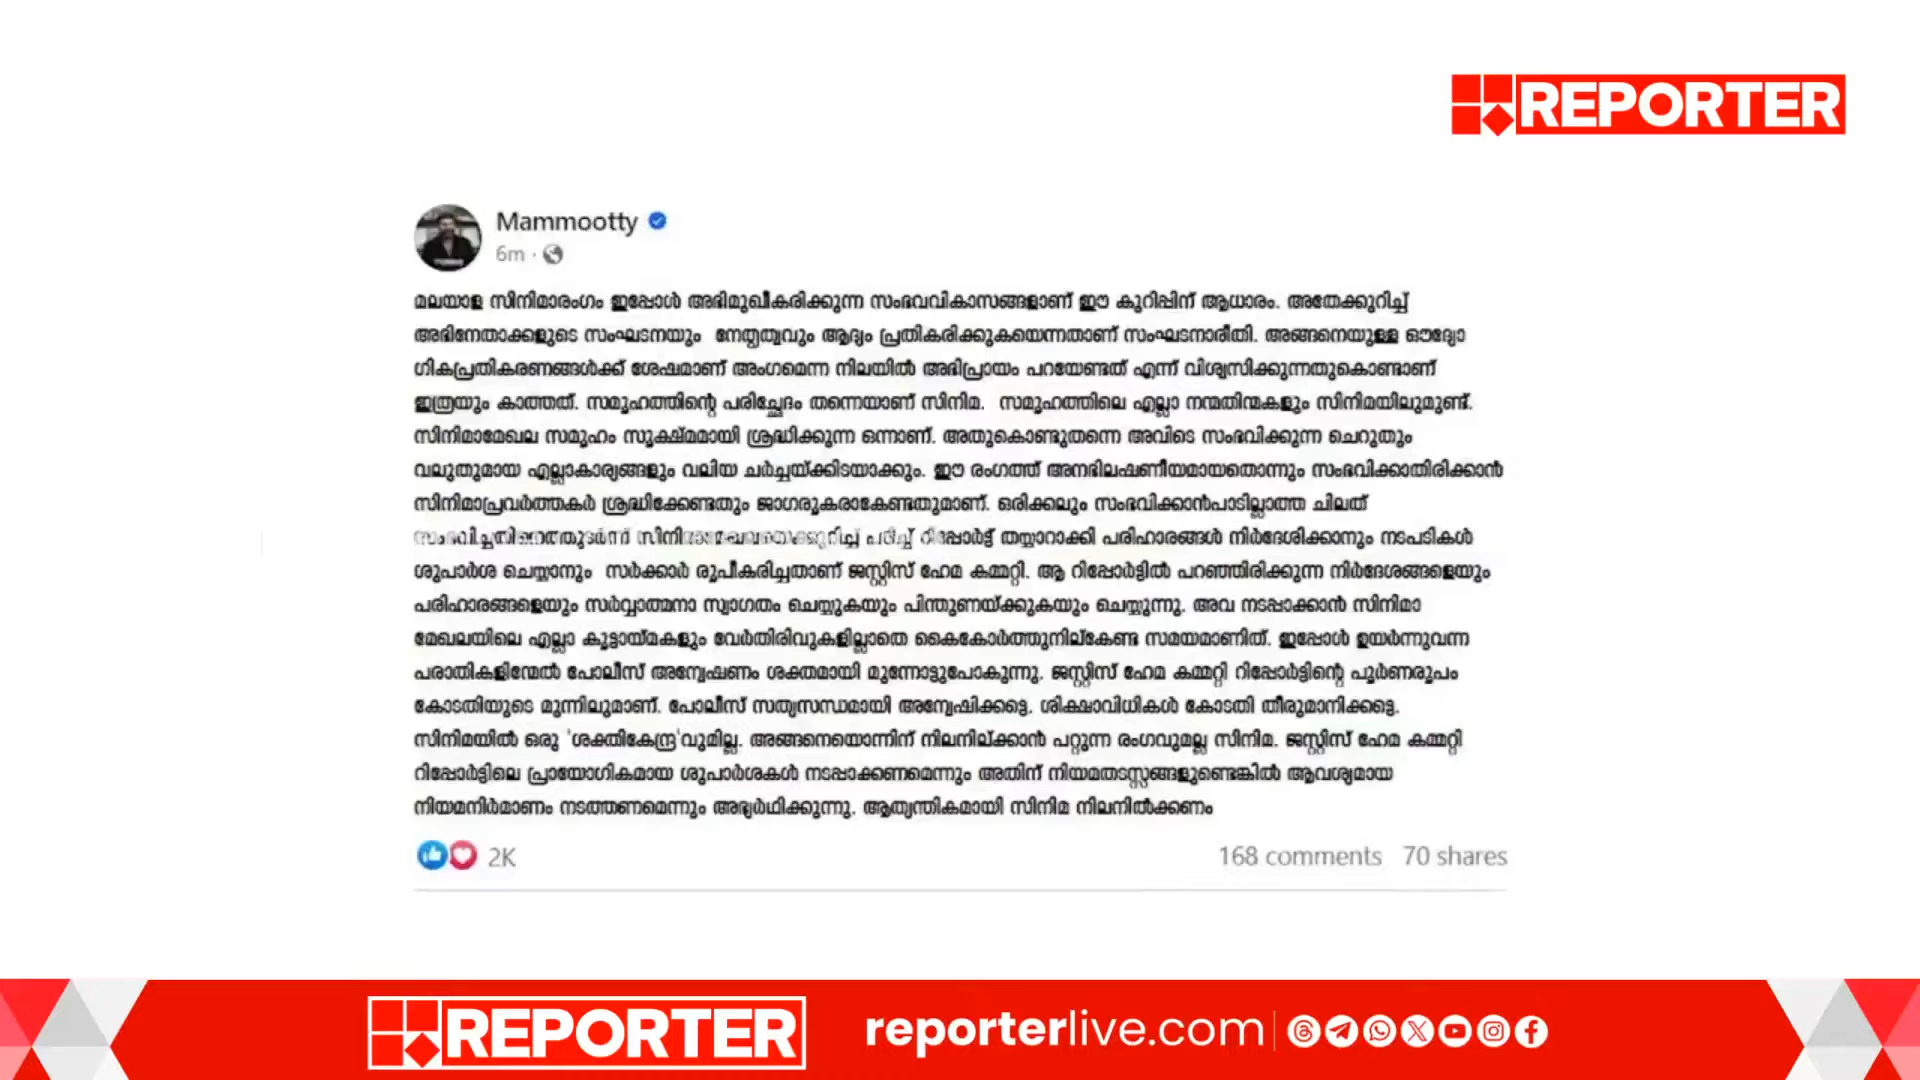 REPORTER
Mammootty
6m
മലയാള സിനിമാരംഗം ഇപ്പോൾ അഭിമുഖീകരിക്കുന്ന സംഭവവികാസങ്ങളാണ് ഈ കുറിപ്പിന് ആധാരം. അതേക്കുറിച്ച്
അഭിനേതാക്കളുടെ സംഘടനയും നേതൃത്വവും ആദ്യം പ്രതികരിക്കുകയെന്നതാണ് സംഘടനാരീതി. അങ്ങനെയുള്ള ഔദ്യോ
ഗികപ്രതികരണങ്ങൾക്ക് ശേഷമാണ് അംഗമെന്ന നിലയിൽ അഭിപ്രായം പറയേണ്ടത് എന്ന് വിശ്വസിക്കുന്നതുകൊണ്ടാണ്
ഇത്രയും കാത്തത്. സമൂഹത്തിന്റെ പരിച്ഛേദം തന്നെയാണ് സിനിമ. സമൂഹത്തിലെ എല്ലാ നന്മതിന്മകളും സിനിമയിലുമുണ്ട്.
സിനിമാമേഖല സമൂഹം സൂക്ഷ്മമായി ശ്രദ്ധിക്കുന്ന ഒന്നാണ്. അതുകൊണ്ടുതന്നെ അവിടെ സംഭവിക്കുന്ന ചെറുതും
വലുതുമായ എല്ലാകാര്യങ്ങളും വലിയ ചർച്ചയ്ക്കിടയാക്കും. ഈ രംഗത്ത് അനഭിലഷണീയമായതൊന്നും സംഭവിക്കാതിരിക്കാൻ
സിനിമാപ്രവർത്തകർ ശ്രദ്ധിക്കേണ്ടതും ജാഗരൂകരാകേണ്ടതുമാണ്. ഒരിക്കലും സംഭവിക്കാൻപാടില്ലാത്ത ചിലത്
സംഭവിച്ചതിനെത്തുടർന്ന് സിനിമാമേഖലയെക്കുറിച്ച് പഠിച്ച് റിപ്പോർട്ട് തയ്യാറാക്കി പരിഹാരങ്ങൾ നിർദേശിക്കാനും നടപടികൾ
ശുപാർശ ചെയ്യാനും സർക്കാർ രൂപീകരിച്ചതാണ് ജസ്റ്റിസ് ഹേമ കമ്മറ്റി. ആ റിപ്പോർട്ടിൽ പറഞ്ഞിരിക്കുന്ന നിർദേശങ്ങളെയും
പരിഹാരങ്ങളെയും സർവ്വാത്മനാ സ്വാഗതം ചെയ്യുകയും പിന്തുണയ്ക്കുകയും ചെയ്യുന്നു. അവ നടപ്പാക്കാൻ സിനിമാ
മേഖലയിലെ എല്ലാ കൂട്ടായ്മകളും വേർതിരിവുകളില്ലാതെ കൈകോർത്തുനില്കേണ്ട സമയമാണിത്. ഇപ്പോൾ ഉയർന്നുവന്ന
പരാതികളിന്മേൽ പോലീസ് അന്വേഷണം ശക്തമായി മുന്നോട്ടുപോകുന്നു. ജസ്റ്റിസ് ഹേമ കമ്മറ്റി റിപ്പോർട്ടിന്റെ പൂർണരൂപം
കോടതിയുടെ മുന്നിലുമാണ്. പോലീസ് സത്യസന്ധമായി അന്വേഷിക്കട്ടെ. ശിക്ഷാവിധികൾ കോടതി തീരുമാനിക്കട്ടെ.
സിനിമയിൽ ഒരു 'ശക്തികേന്ദ്ര'വുമില്ല. അങ്ങനെയൊന്നിന് നിലനില്ക്കാൻ പറ്റുന്ന രംഗവുമല്ല സിനിമ. ജസ്റ്റിസ് ഹേമ കമ്മറ്റി
റിപ്പോർട്ടിലെ പ്രായോഗികമായ ശുപാർശകൾ നടപ്പാക്കണമെന്നും അതിന് നിയമതടസ്സങ്ങളുണ്ടെങ്കിൽ ആവശ്യമായ
നിയമനിർമാണം നടത്തണമെന്നും അഭ്യർഥിക്കുന്നു. ആത്യന്തികമായി സിനിമ നിലനിൽക്കണം
2K 168 comments 70 shares
REPORTER reporterlive.com